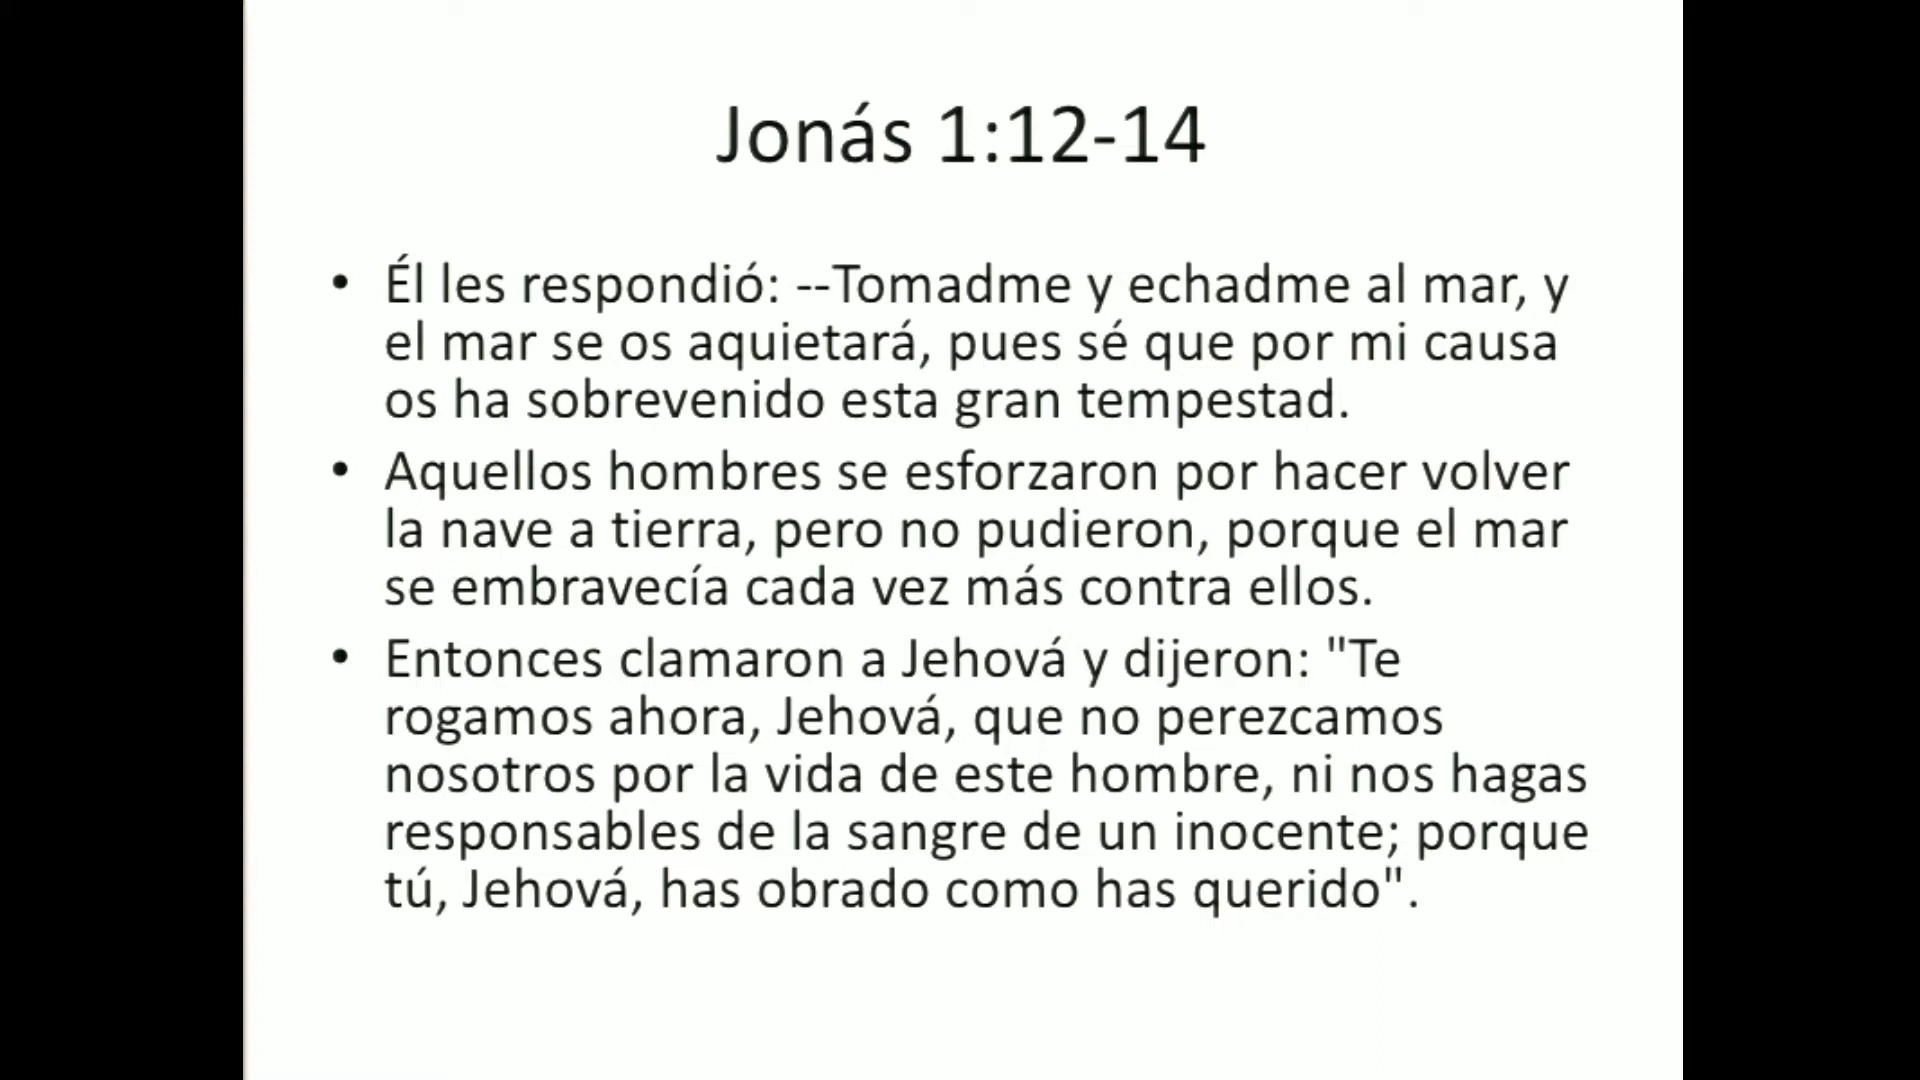 Jonás 1:12-14
• Él les respondió: --Tomadme y echadme al mar, y
el mar se os aquietará, pues sé que por mi causa
os ha sobrevenido esta gran tempestad.
• Aquellos hombres se esforzaron por hacer volver
la nave a tierra, pero no pudieron, porque el mar
se embravecía cada vez más contra ellos.
• Entonces clamaron a Jehová y dijeron: "Te
rogamos ahora, Jehová, que no perezcamos
nosotros por la vida de este hombre, ni nos hagas
responsables de la sangre de un inocente; porque
tú, Jehová, has obrado como has querido".